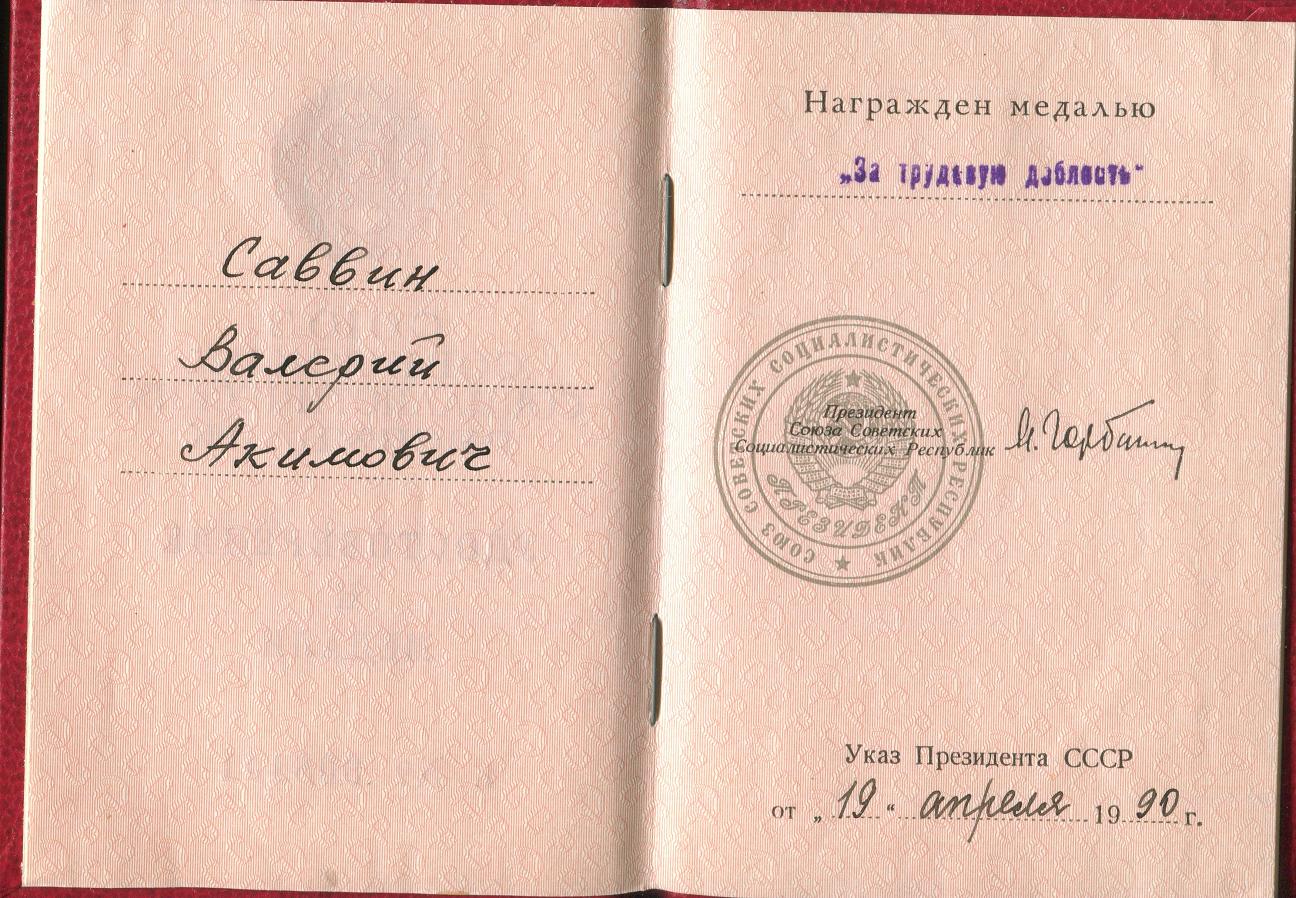 Саввин
Валерий
Акимович
Награжден медалью
„За трудовую доблесть“
СОЮЗ СОВЕТСКИХ СОЦИАЛИСТИЧЕСКИХ РЕСПУБЛИК
ПРЕЗИДЕНТ
Президент
Союза Советских
Социалистических Республик
М. Горбачев
Указ Президента СССР
от „19“ апреля 1990 г.